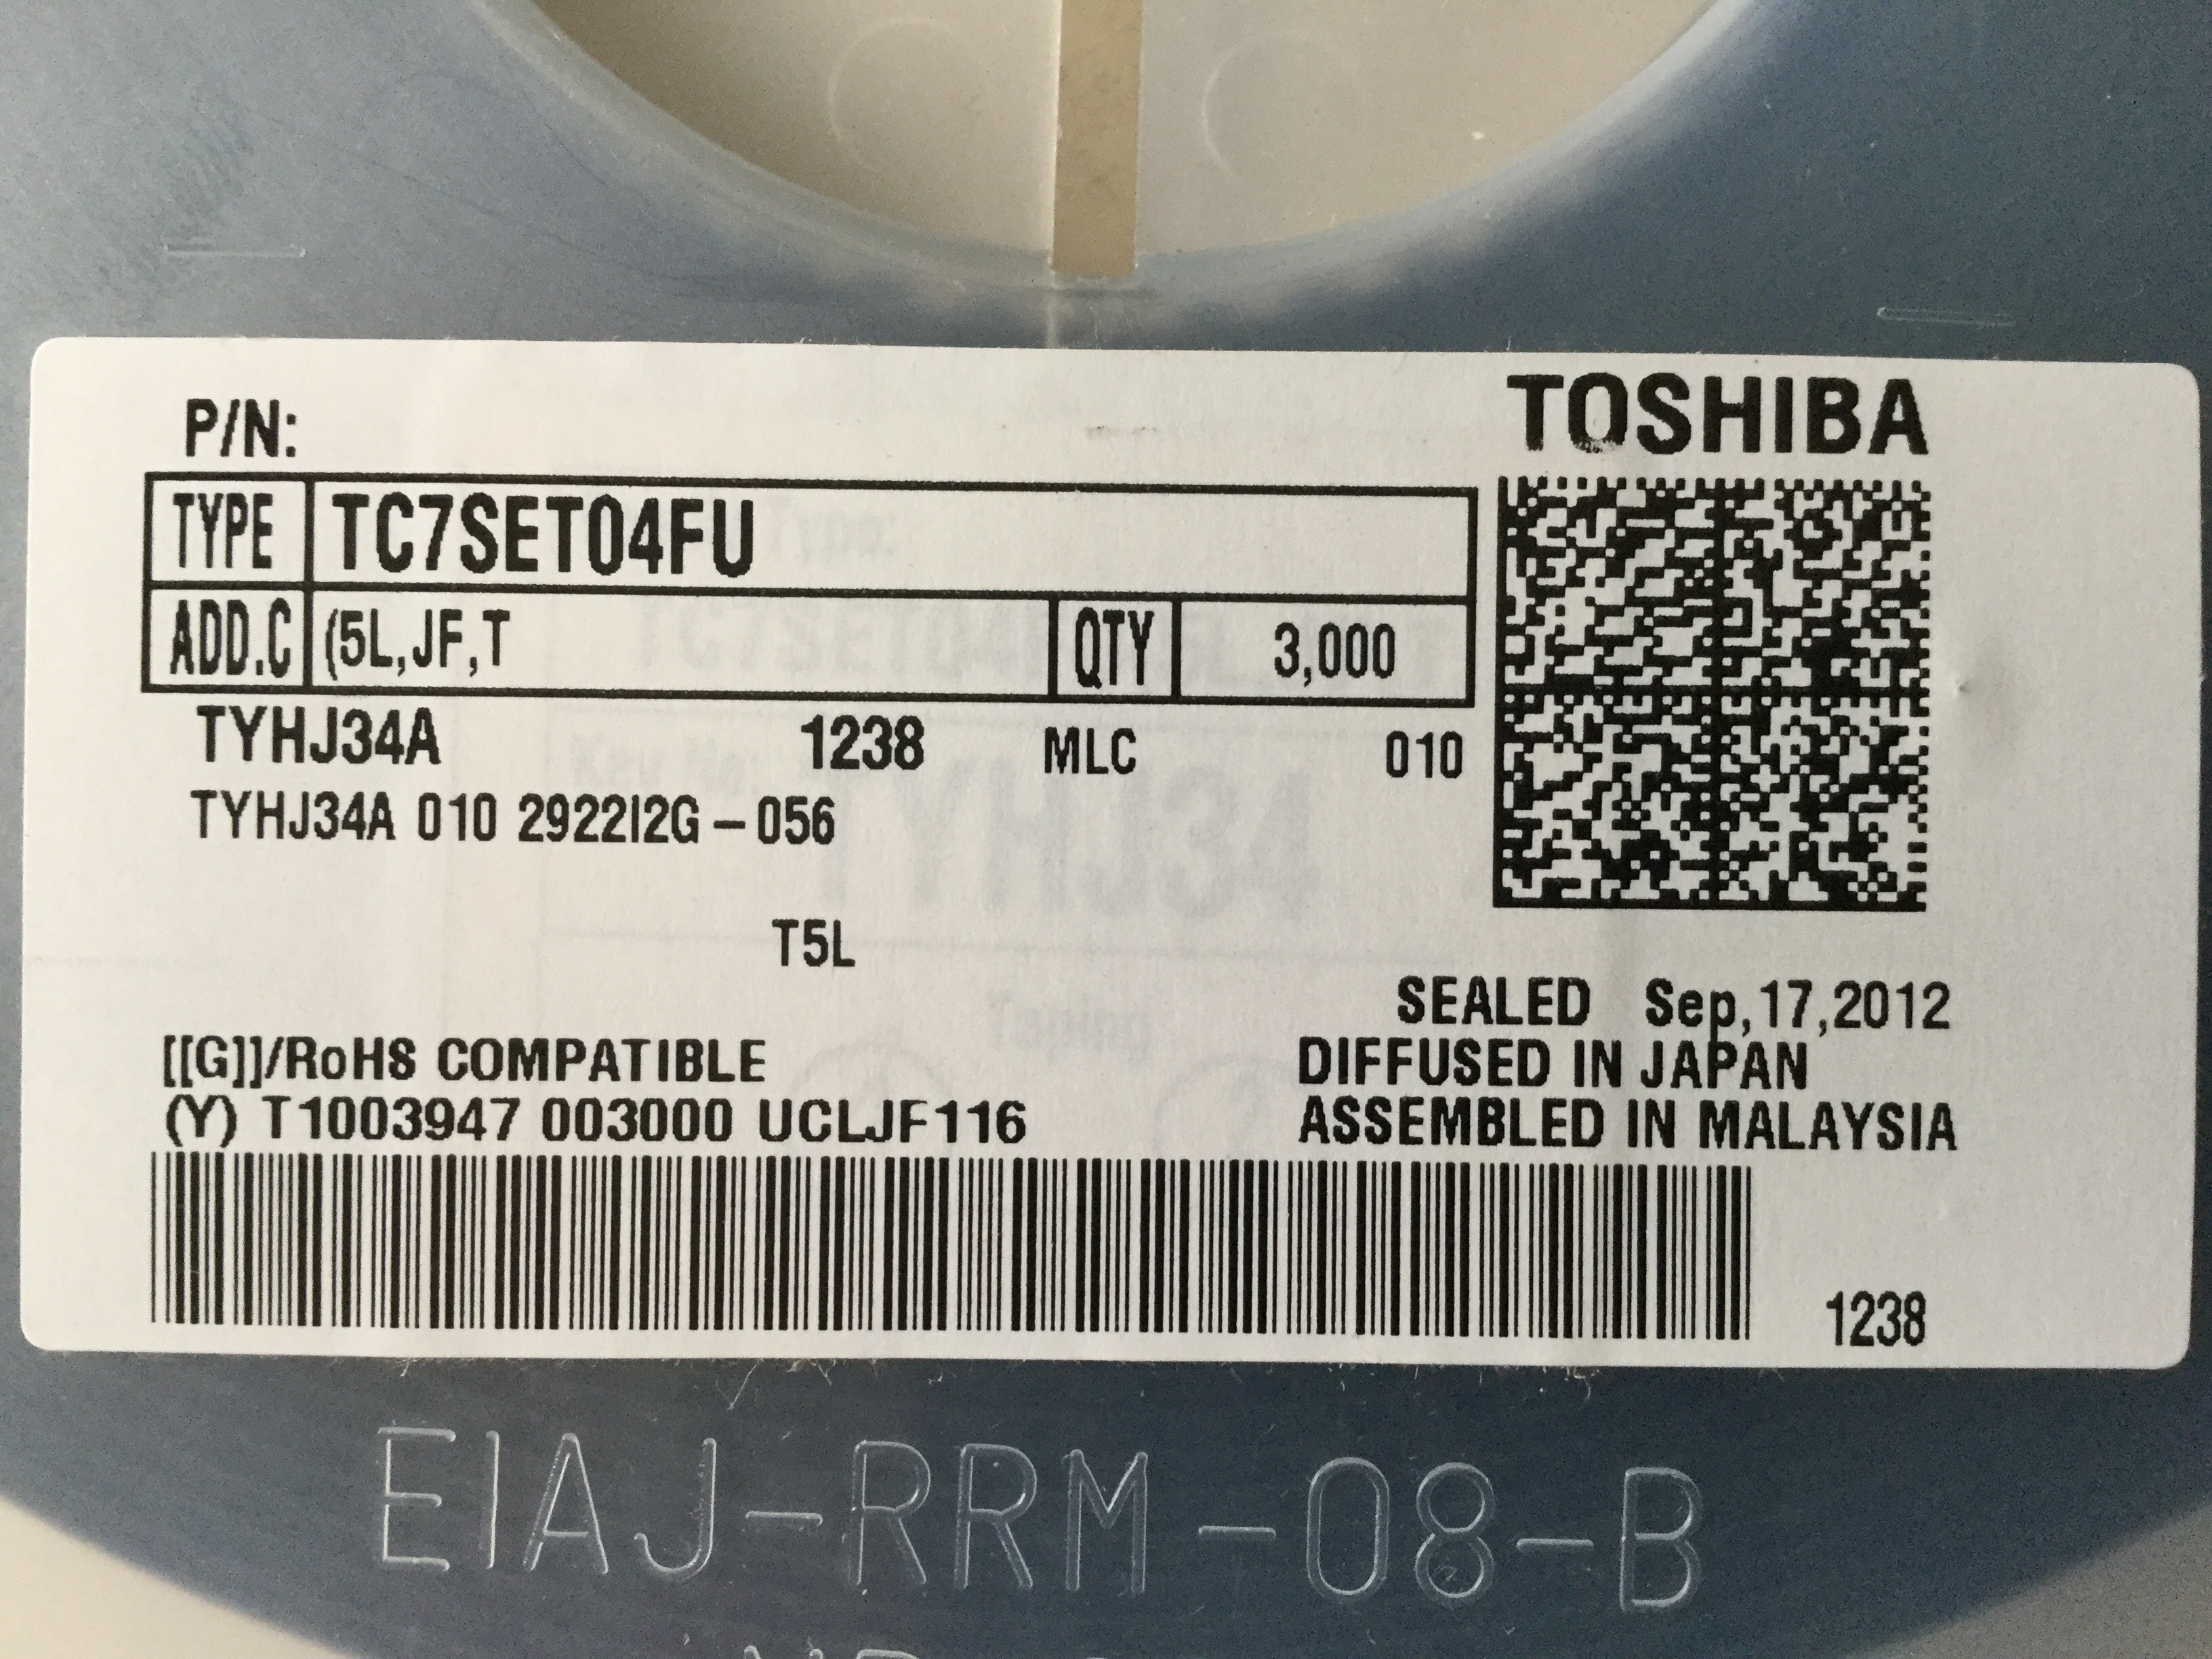 TOSHIBA
P/N:
TYPE TC7SET04FU
ADD.C (5L,JF,T QTY 3,000
TYHJ34A 1238 MLC 010
TYHJ34A 010 2922I2G-056
T5L
SEALED Sep,17,2012
[[G]]/RoHS COMPATIBLE DIFFUSED IN JAPAN
(Y) T1003947 003000 UCLJF116 ASSEMBLED IN MALAYSIA
1238
EIAJ-RRM-08-B